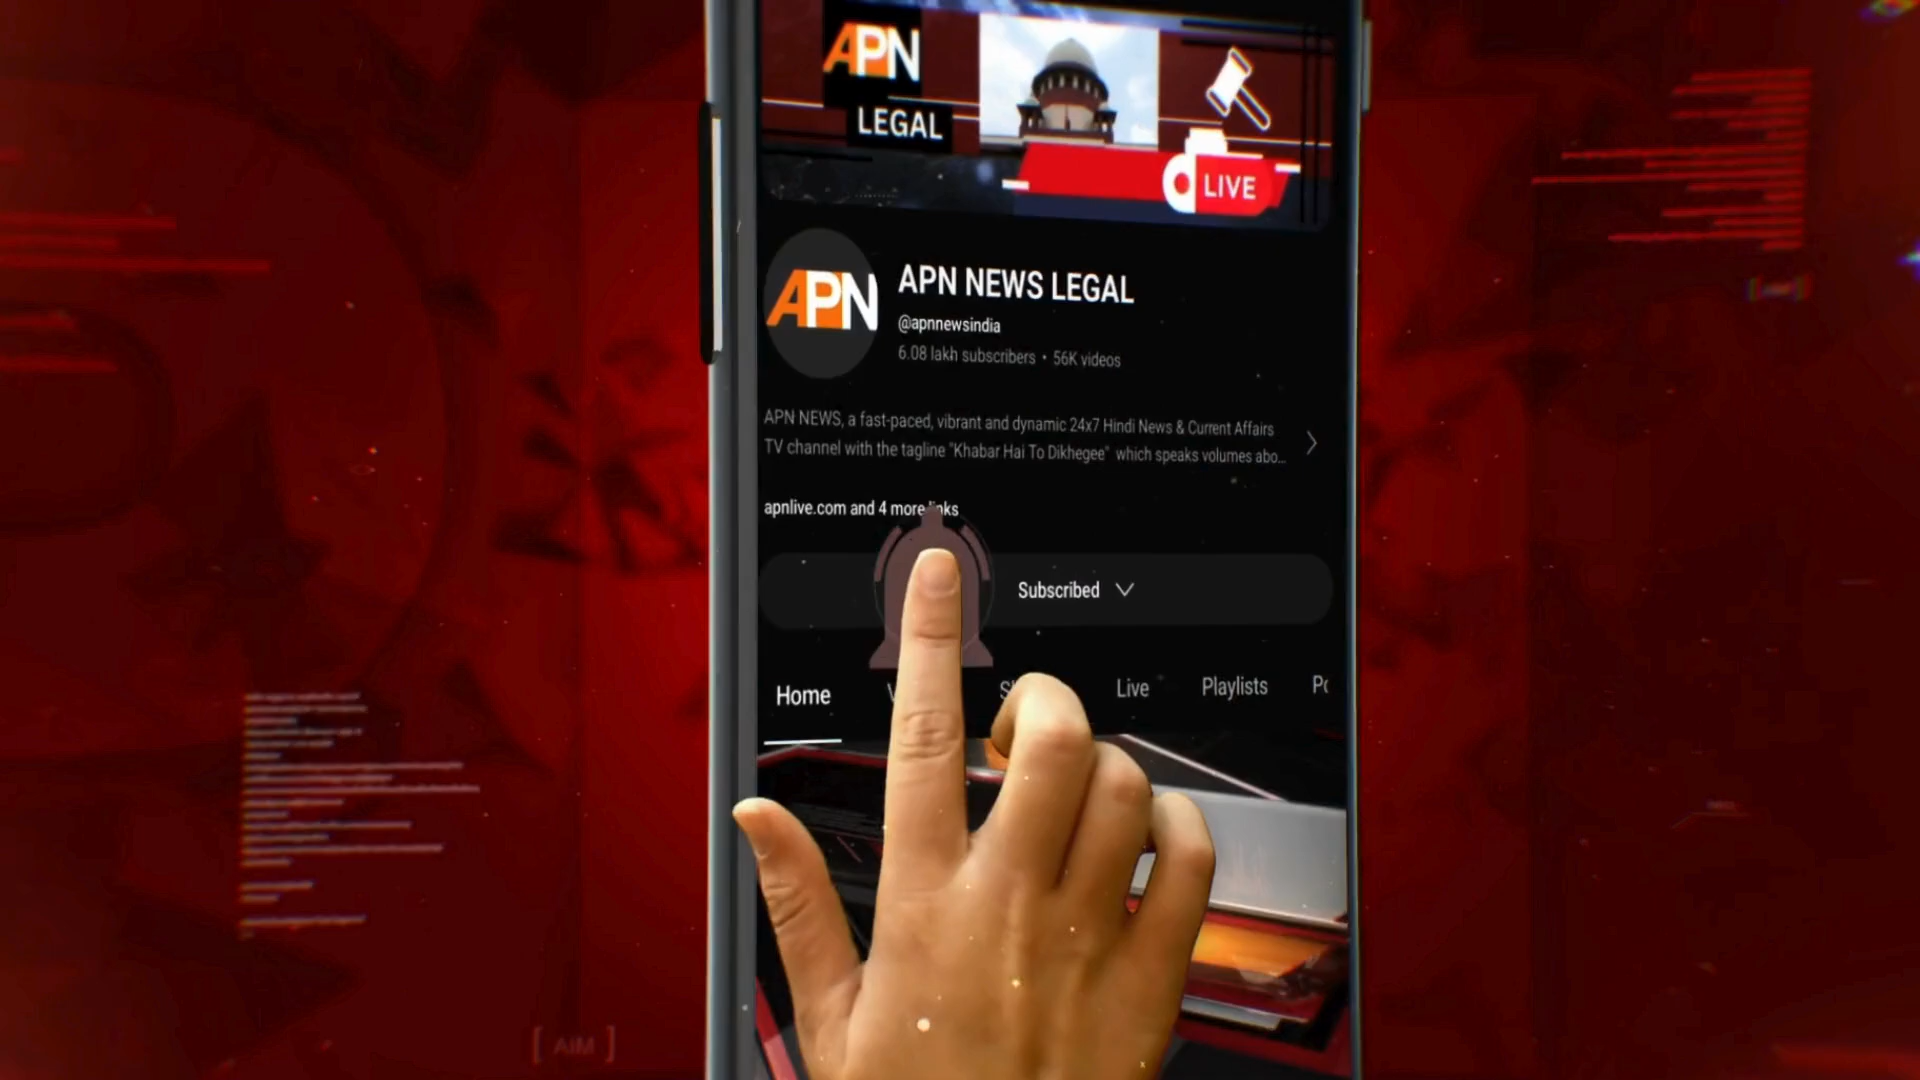 APN
LEGAL
LIVE
APN
APN NEWS LEGAL
@apnnewsindia
6.08 lakh subscribers • 56K videos
APN NEWS, a fast-paced, vibrant and dynamic 24x7 Hindi News & Current Affairs
TV channel with the tagline "Khabar Hai To Dikhegee" which speaks volumes abo...
apnlive.com and 4 more
Subscribed
Home Live Playlists
[ AIM ]